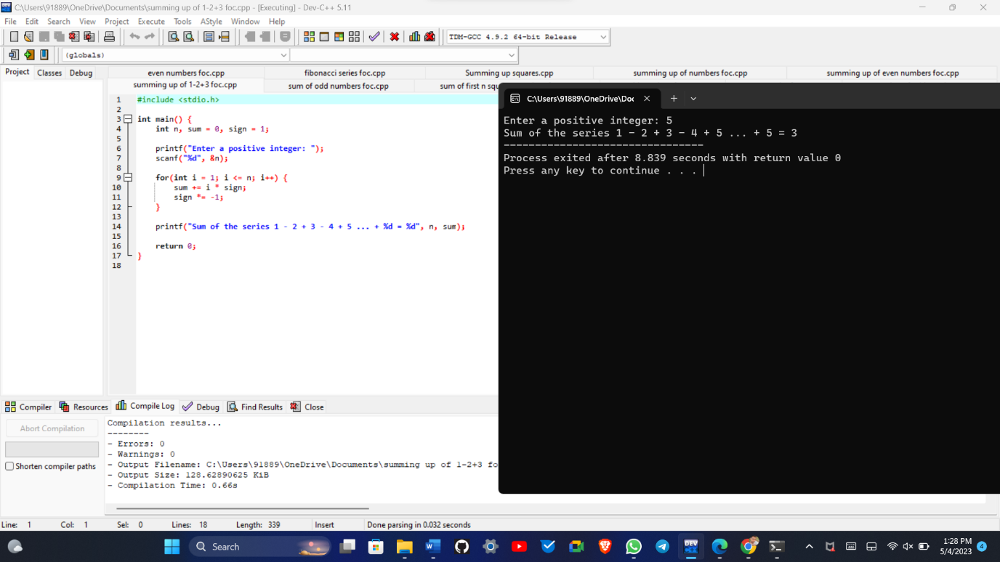 C:\Users\91889\OneDrive\Documents\summing up of 1-2+3 foc.cpp - [Executing] - Dev-C++ 5.11
File Edit Search View Project Execute Tools AStyle Window Help
TDM-GCC 4.9.2 64-bit Release
(globals)
Project Classes Debug
even numbers foc.cpp fibonacci series foc.cpp Summing up squares.cpp summing up of numbers foc.cpp summing up of even numbers foc.cpp
summing up of 1-2+3 foc.cpp sum of odd numbers foc.cpp sum of first n squ
1 #include <stdio.h>
2
3 int main() {
4 int n, sum = 0, sign = 1;
5
6 printf("Enter a positive integer: ");
7 scanf("%d", &n);
8
9 for(int i = 1; i <= n; i++) {
10 sum += i * sign;
11 sign *= -1;
12 }
13
14 printf("Sum of the series 1 - 2 + 3 - 4 + 5 ... + %d = %d", n, sum);
15
16 return 0;
17 }
18
C:\Users\91889\OneDrive\Doc
Enter a positive integer: 5
Sum of the series 1 - 2 + 3 - 4 + 5 ... + 5 = 3
--------------------------------
Process exited after 8.839 seconds with return value 0
Press any key to continue . . .
Compiler Resources Compile Log Debug Find Results Close
Abort Compilation
Shorten compiler paths
Compilation results...
--------
- Errors: 0
- Warnings: 0
- Output Filename: C:\Users\91889\OneDrive\Documents\summing up of 1-2+3 fo
- Output Size: 128.62890625 KiB
- Compilation Time: 0.66s
Line: 1 Col: 1 Sel: 0 Lines: 18 Length: 339 Insert Done parsing in 0.032 seconds
Search
DEV
1:28 PM
5/4/2023
4